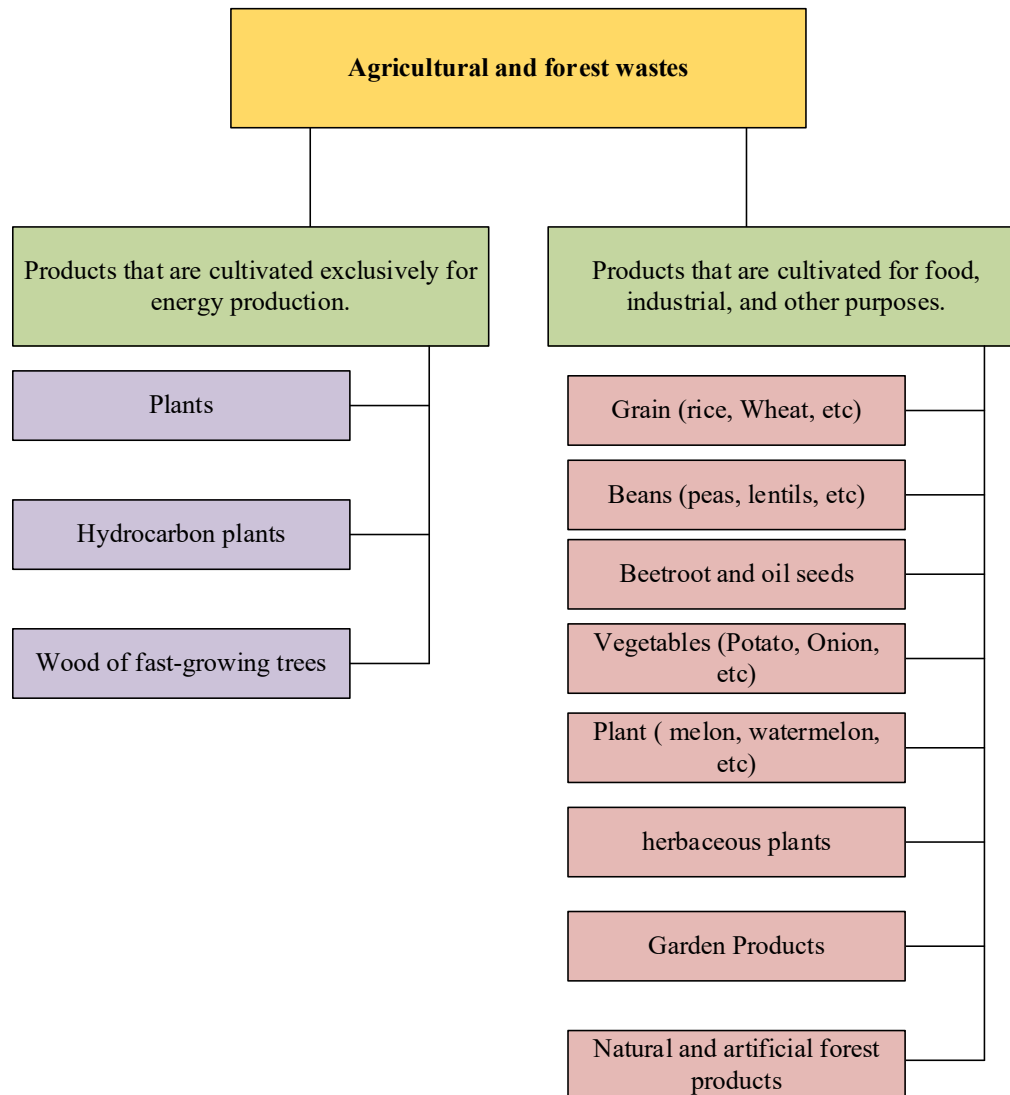 Agricultural and forest wastes
Products that are cultivated exclusively for
energy production.
Plants
Hydrocarbon plants
Wood of fast-growing trees
Products that are cultivated for food,
industrial, and other purposes.
Grain (rice, Wheat, etc)
Beans (peas, lentils, etc)
Beetroot and oil seeds
Vegetables (Potato, Onion,
etc)
Plant ( melon, watermelon,
etc)
herbaceous plants
Garden Products
Natural and artificial forest
products